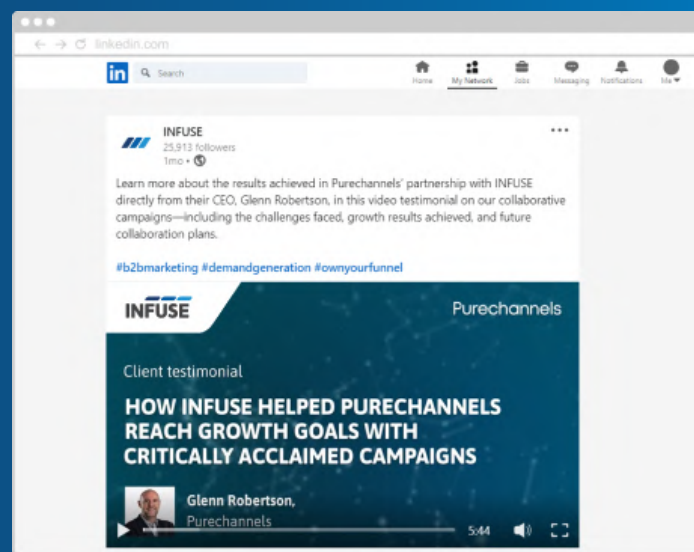 linkedin.com
in
Search
Home
My Network
Jobs
Messaging
Notifications
Me
INFUSE
25,913 followers
1mo •
Learn more about the results achieved in Purechannels' partnership with INFUSE
directly from their CEO, Glenn Robertson, in this video testimonial on our collaborative
campaigns—including the challenges faced, growth results achieved, and future
collaboration plans.
#b2bmarketing #demandgeneration #ownyourfunnel
INFUSE
Purechannels
Client testimonial
HOW INFUSE HELPED PURECHANNELS
REACH GROWTH GOALS WITH
CRITICALLY ACCLAIMED CAMPAIGNS
Glenn Robertson,
Purechannels
5:44